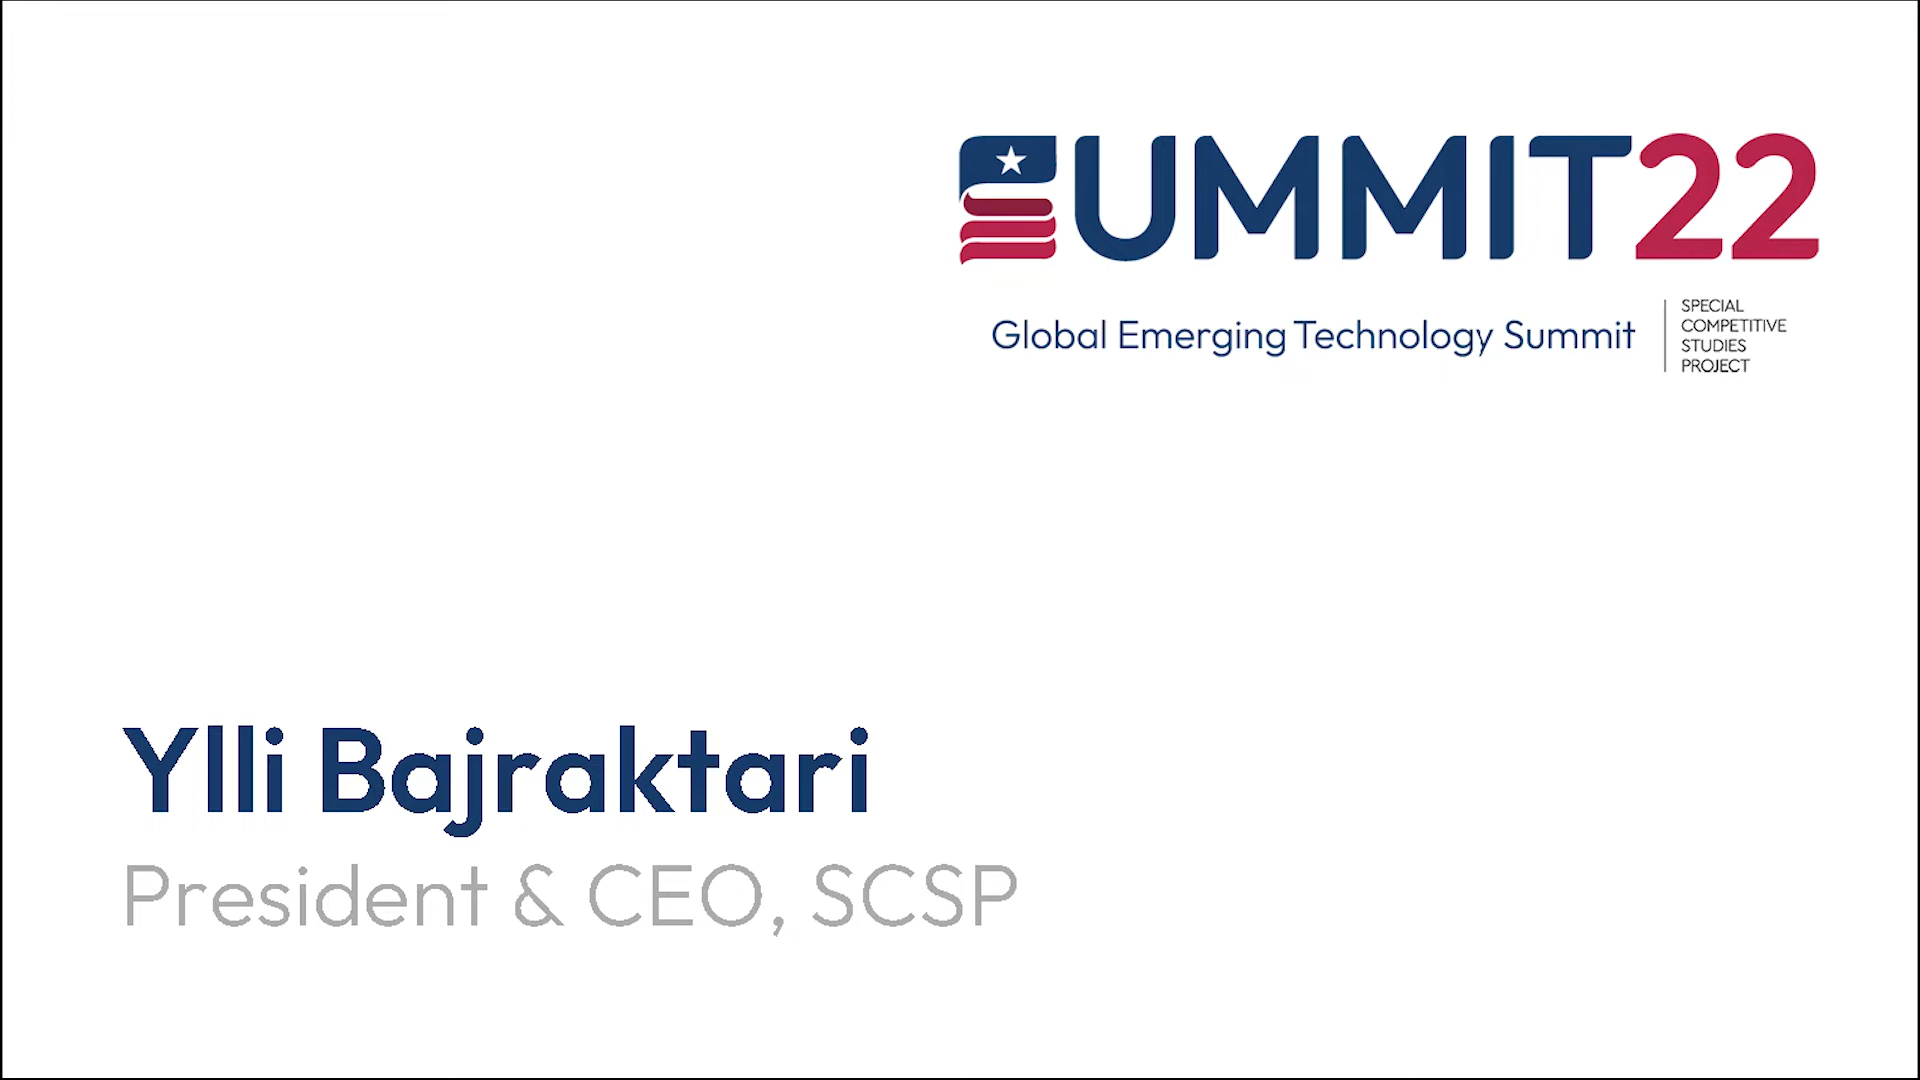 SUMMIT22
Global Emerging Technology Summit
SPECIAL
COMPETITIVE
STUDIES
PROJECT
Ylli Bajraktari
President & CEO, SCSP